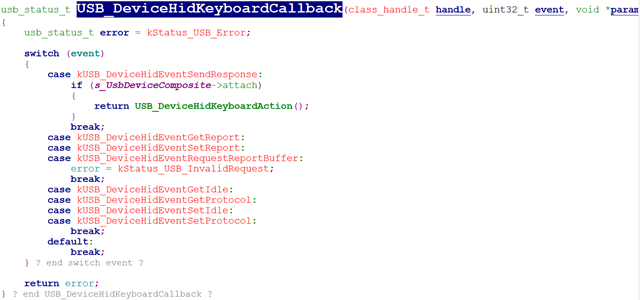 usb_status_t USB_DeviceHidKeyboardCallback(class_handle_t handle, uint32_t event, void *param
{
    usb_status_t error = kStatus_USB_Error;

    switch (event)
    {
        case kUSB_DeviceHidEventSendResponse:
            if (s_UsbDeviceComposite->attach)
            {
                return USB_DeviceHidKeyboardAction();
            }
            break;
        case kUSB_DeviceHidEventGetReport:
        case kUSB_DeviceHidEventSetReport:
        case kUSB_DeviceHidEventRequestReportBuffer:
            error = kStatus_USB_InvalidRequest;
            break;
        case kUSB_DeviceHidEventGetIdle:
        case kUSB_DeviceHidEventGetProtocol:
        case kUSB_DeviceHidEventSetIdle:
        case kUSB_DeviceHidEventSetProtocol:
            break;
        default:
            break;
    } ? end switch event ?

    return error;
} ? end USB_DeviceHidKeyboardCallback ?